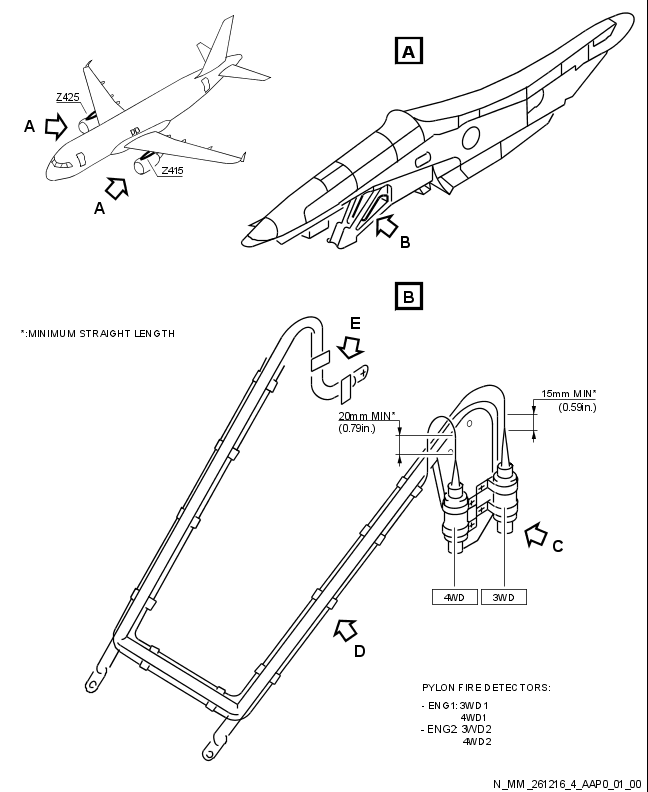 A
Z425
A
Z415
A
B
B
*:MINIMUM STRAIGHT LENGTH
E
15mm MIN*
(0.59in.)
20mm MIN*
(0.79in.)
C
4WD
3WD
D
PYLON FIRE DETECTORS:
- ENG1: 3WD1
4WD1
- ENG2: 3WD2
4WD2
N_MM_261216_4_AAP0_01_00